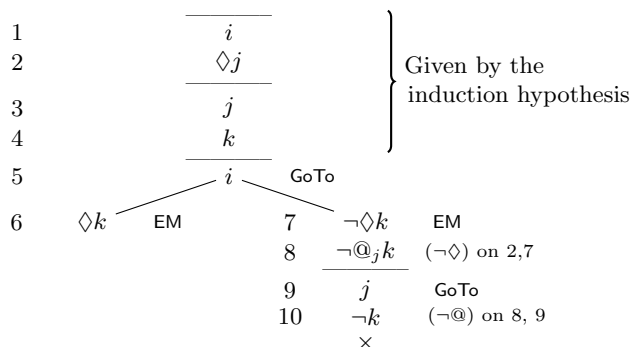 1 i
2 ◊j
3 j
4 k
Given by the
induction hypothesis
5 i GoTo
6 ◊k EM 7 ¬◊k EM
8 ¬@ⱼk (¬◊) on 2,7
9 j GoTo
10 ¬k (¬@) on 8, 9
×